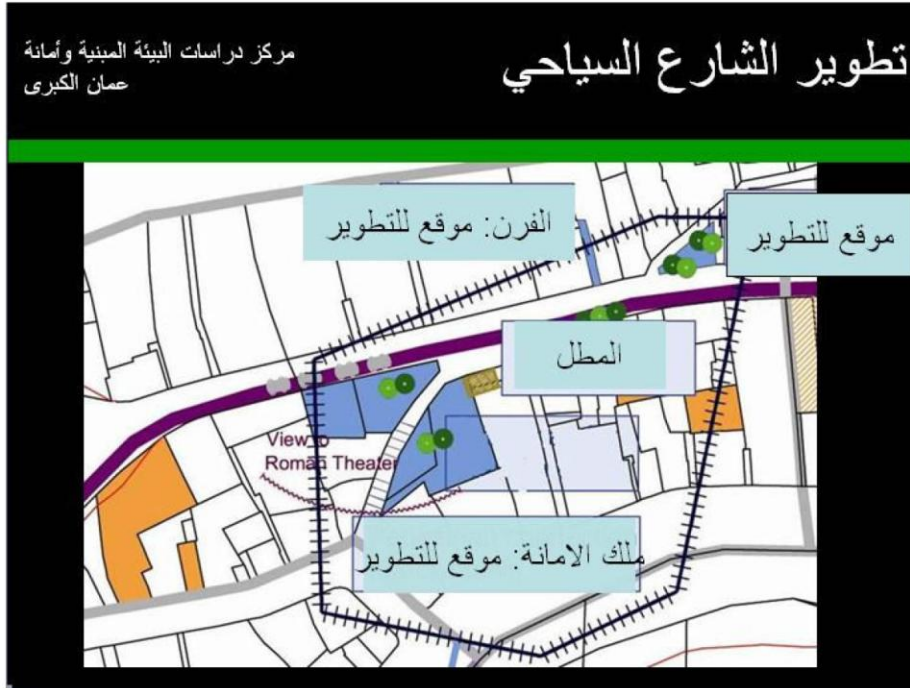 تطوير الشارع السياحي
مركز دراسات البيئة المبنية وأمانة
عمان الكبرى
الفرن: موقع للتطوير
موقع للتطوير
المطل
View to
Roman Theater
ملك الامانة: موقع للتطوير